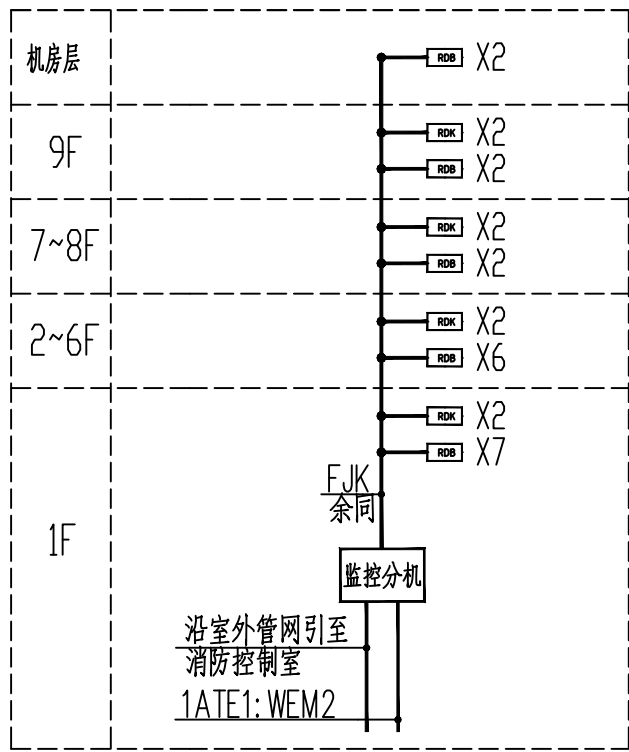 机房层
RDB X2
9F
RDK X2
RDB X2
7~8F
RDK X2
RDB X2
2~6F
RDK X2
RDB X6
1F
RDK X2
RDB X7
FJK
余同
监控分机
沿室外管网引至
消防控制室
1ATE1:WEM2